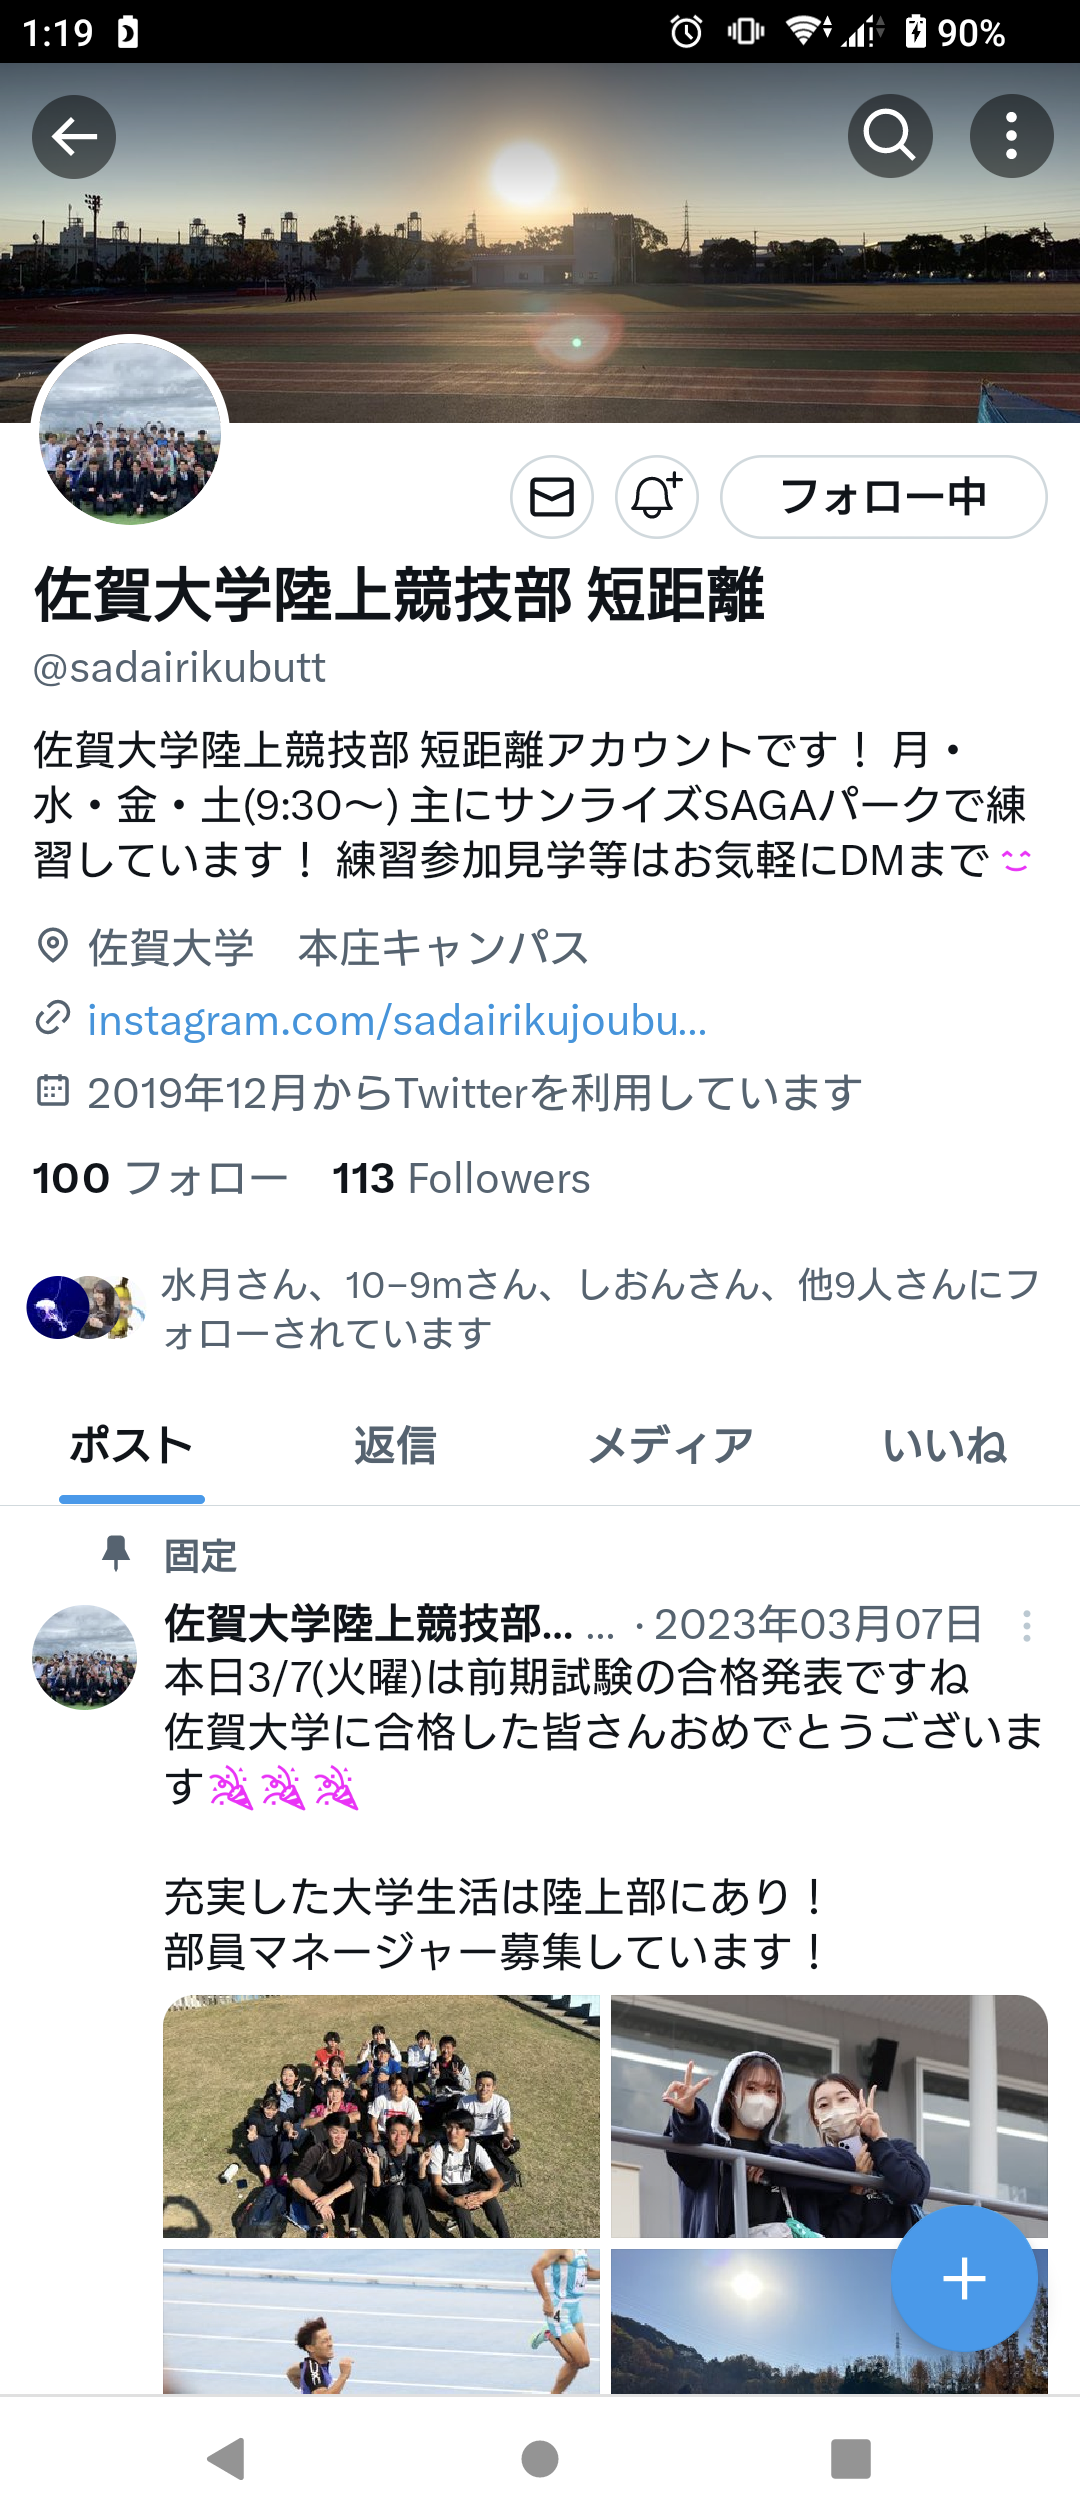 1:19
90%
フォロー中
佐賀大学陸上競技部 短距離
@sadairikubutt
佐賀大学陸上競技部 短距離アカウントです！ 月・
水・金・土(9:30〜) 主にサンライズSAGAパークで練
習しています！ 練習参加見学等はお気軽にDMまで
佐賀大学　本庄キャンパス
instagram.com/sadairikujoubu...
2019年12月からTwitterを利用しています
100 フォロー 113 Followers
水月さん、10-9mさん、しおんさん、他9人さんにフ
ォローされています
ポスト 返信 メディア いいね
固定
佐賀大学陸上競技部... ... ・2023年03月07日
本日3/7(火曜)は前期試験の合格発表ですね
佐賀大学に合格した皆さんおめでとうございま
す🎉🎉🎉
充実した大学生活は陸上部にあり！
部員マネージャー募集しています！